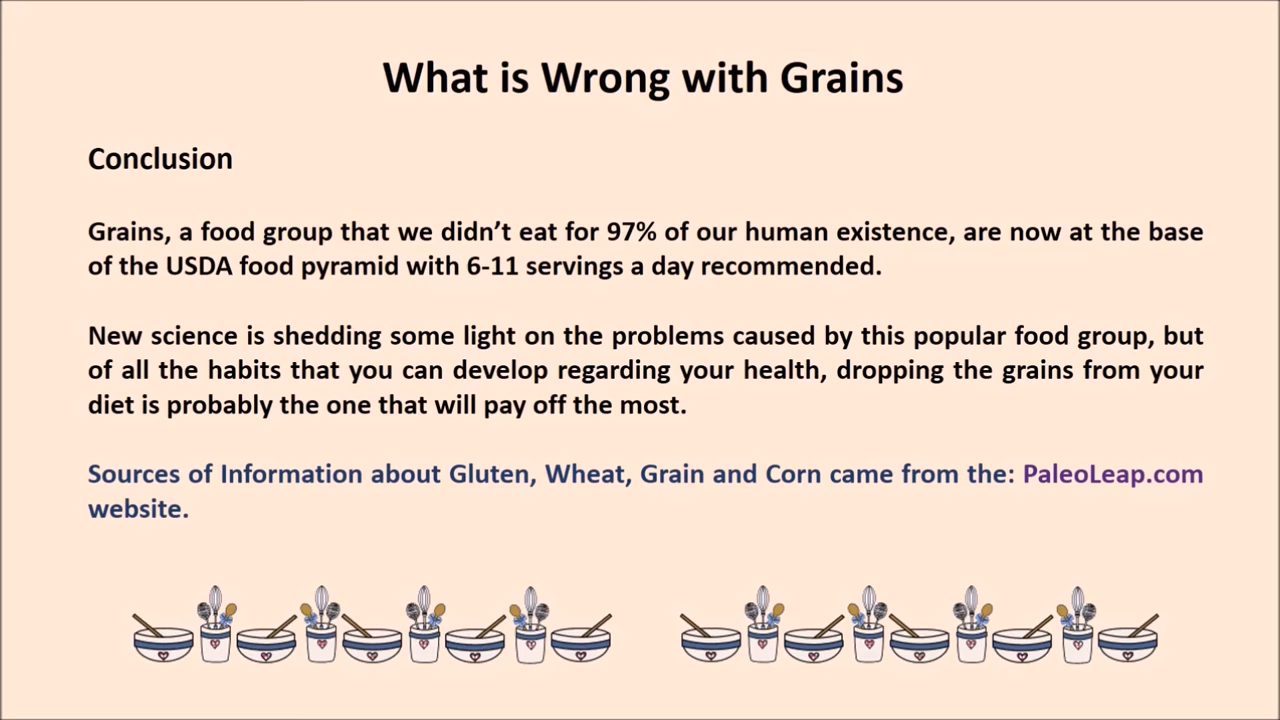 What is Wrong with Grains
Conclusion
Grains, a food group that we didn’t eat for 97% of our human existence, are now at the base
of the USDA food pyramid with 6-11 servings a day recommended.
New science is shedding some light on the problems caused by this popular food group, but
of all the habits that you can develop regarding your health, dropping the grains from your
diet is probably the one that will pay off the most.
Sources of Information about Gluten, Wheat, Grain and Corn came from the: PaleoLeap.com
website.